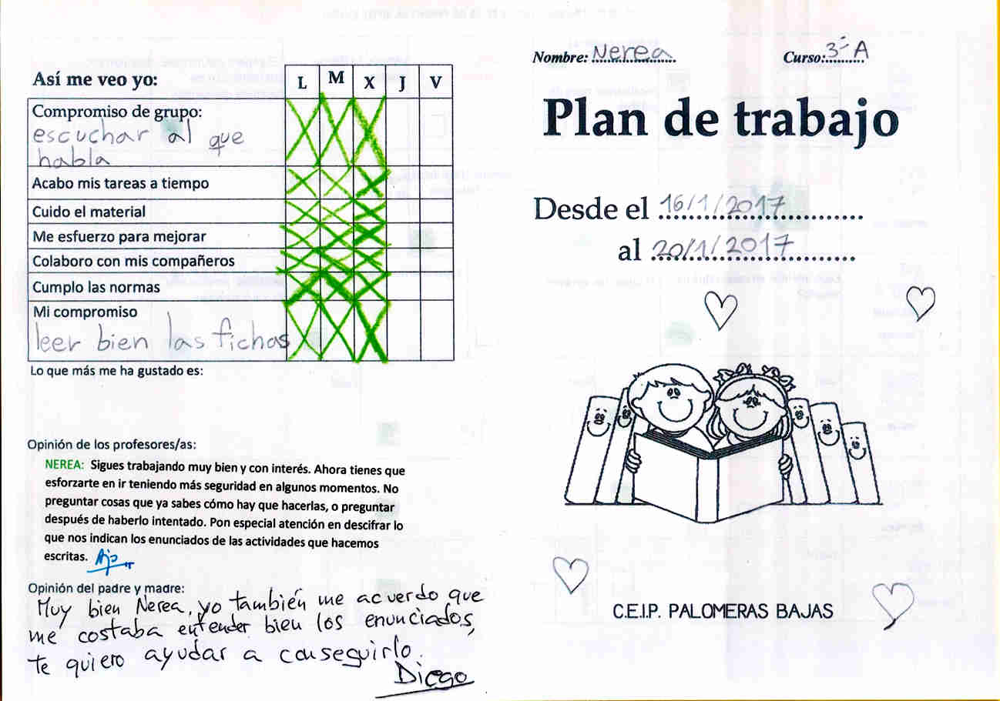 Así me veo yo:
L M X J V
Compromiso de grupo:
escuchar al que
habla
Acabo mis tareas a tiempo
Cuido el material
Me esfuerzo para mejorar
Colaboro con mis compañeros
Cumplo las normas
Mi compromiso
leer bien las fichas
Lo que más me ha gustado es:
Opinión de los profesores/as:
NEREA: Sigues trabajando muy bien y con interés. Ahora tienes que
esforzarte en ir teniendo más seguridad en algunos momentos. No
preguntar cosas que ya sabes cómo hay que hacerlas, o preguntar
después de haberlo intentado. Pon especial atención en descifrar lo
que nos indican los enunciados de las actividades que hacemos
escritas.
Opinión del padre y madre:
Muy bien Nerea, yo también me acuerdo que
me costaba entender bien los enunciados,
te quiero ayudar a conseguirlo.
Diego
Nombre: Nerea Curso: 3º A
Plan de trabajo
Desde el 16/1/2017
al 20/1/2017
C.E.I.P. PALOMERAS BAJAS